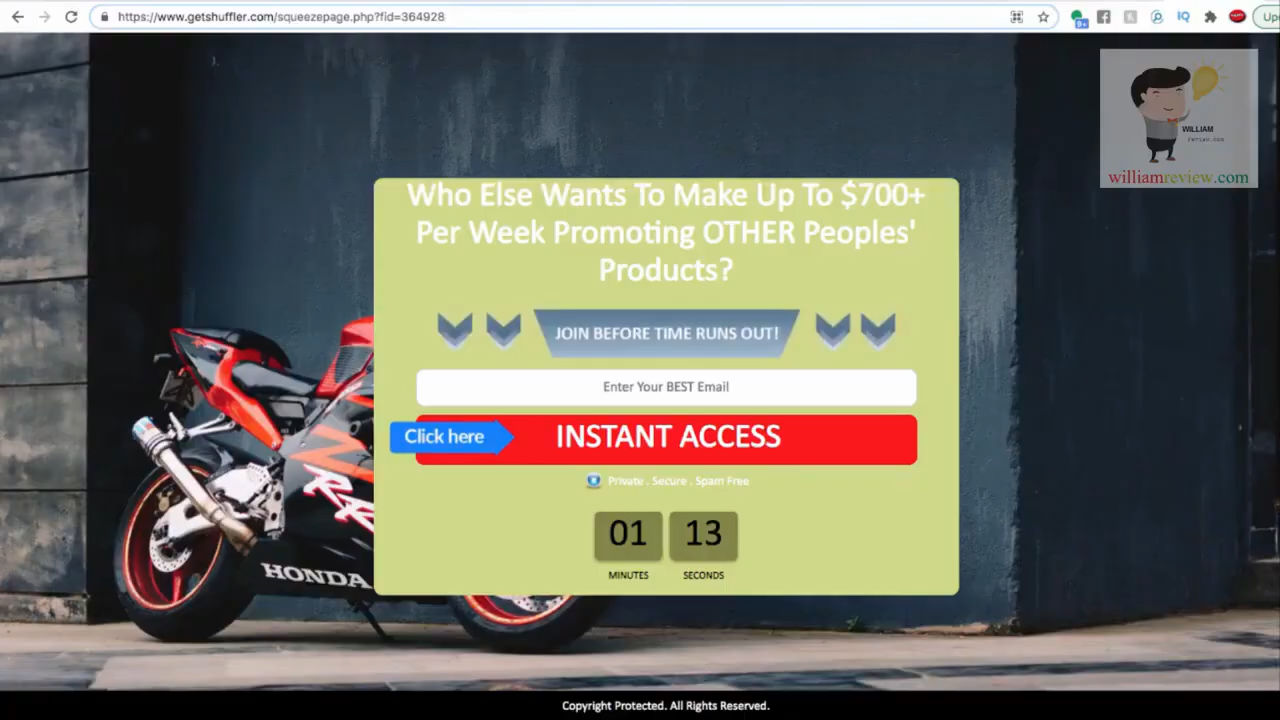 https://www.getshuffler.com/squeezepage.php?fid=364928
WILLIAM
williamreview.com
Who Else Wants To Make Up To $700+
Per Week Promoting OTHER Peoples'
Products?
JOIN BEFORE TIME RUNS OUT!
Enter Your BEST Email
Click here
INSTANT ACCESS
Private . Secure . Spam Free
01
13
MINUTES
SECONDS
HONDA
RR
Copyright Protected. All Rights Reserved.